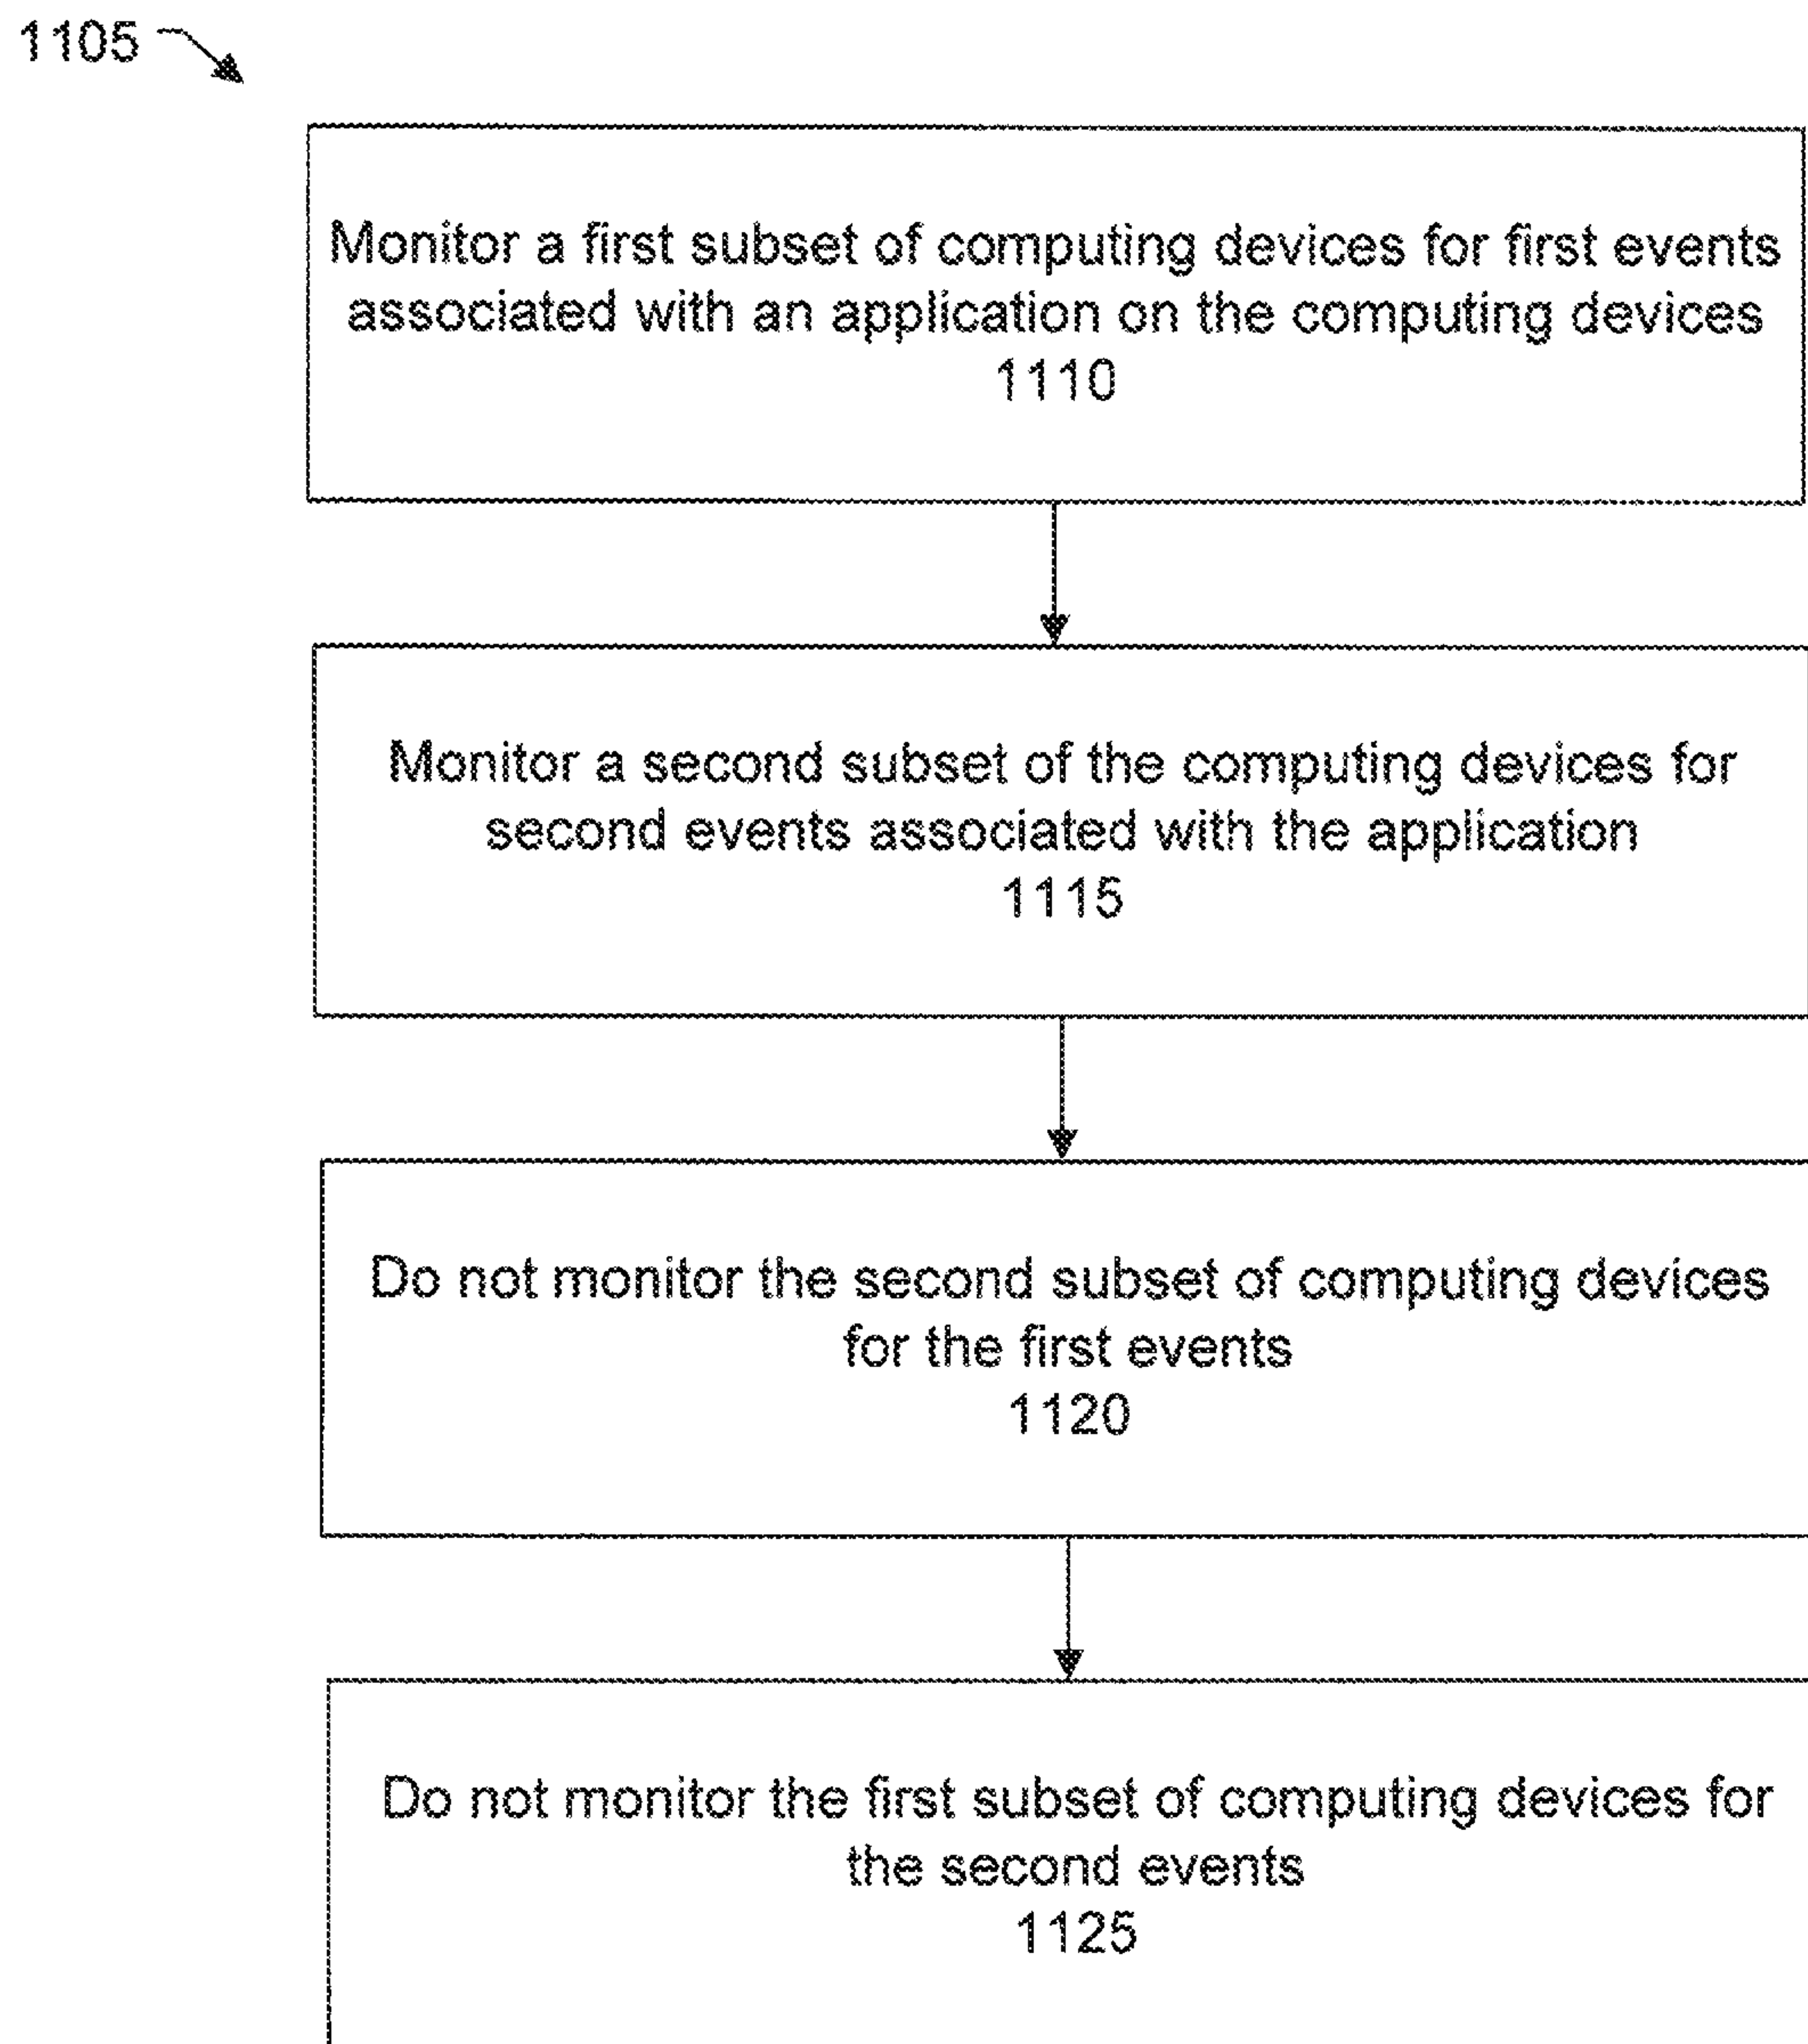 1105
Monitor a first subset of computing devices for first events
associated with an application on the computing devices
1110
Monitor a second subset of the computing devices for
second events associated with the application
1115
Do not monitor the second subset of computing devices
for the first events
1120
Do not monitor the first subset of computing devices for
the second events
1125